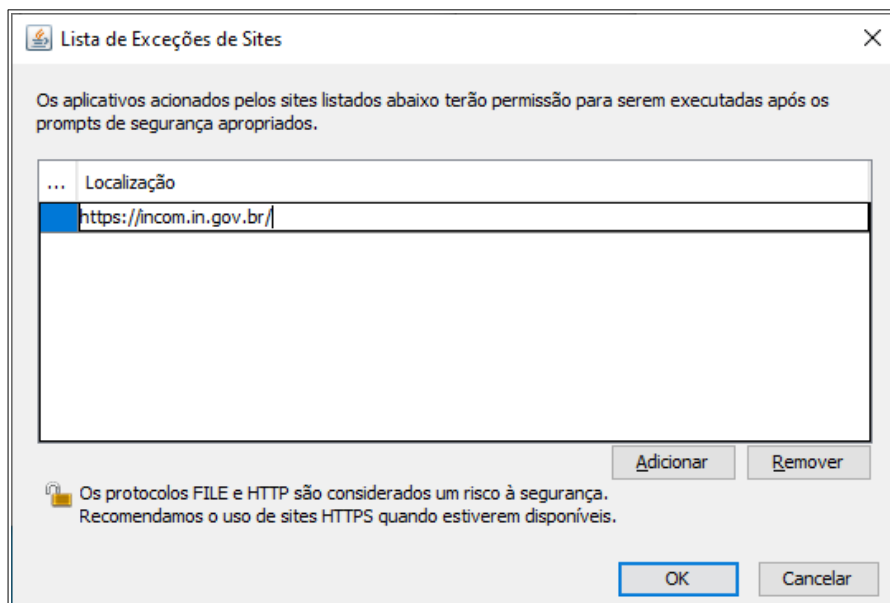 Lista de Exceções de Sites
Os aplicativos acionados pelos sites listados abaixo terão permissão para serem executadas após os
prompts de segurança apropriados.
... Localização
https://incom.in.gov.br/
Adicionar Remover
Os protocolos FILE e HTTP são considerados um risco à segurança.
Recomendamos o uso de sites HTTPS quando estiverem disponíveis.
OK Cancelar